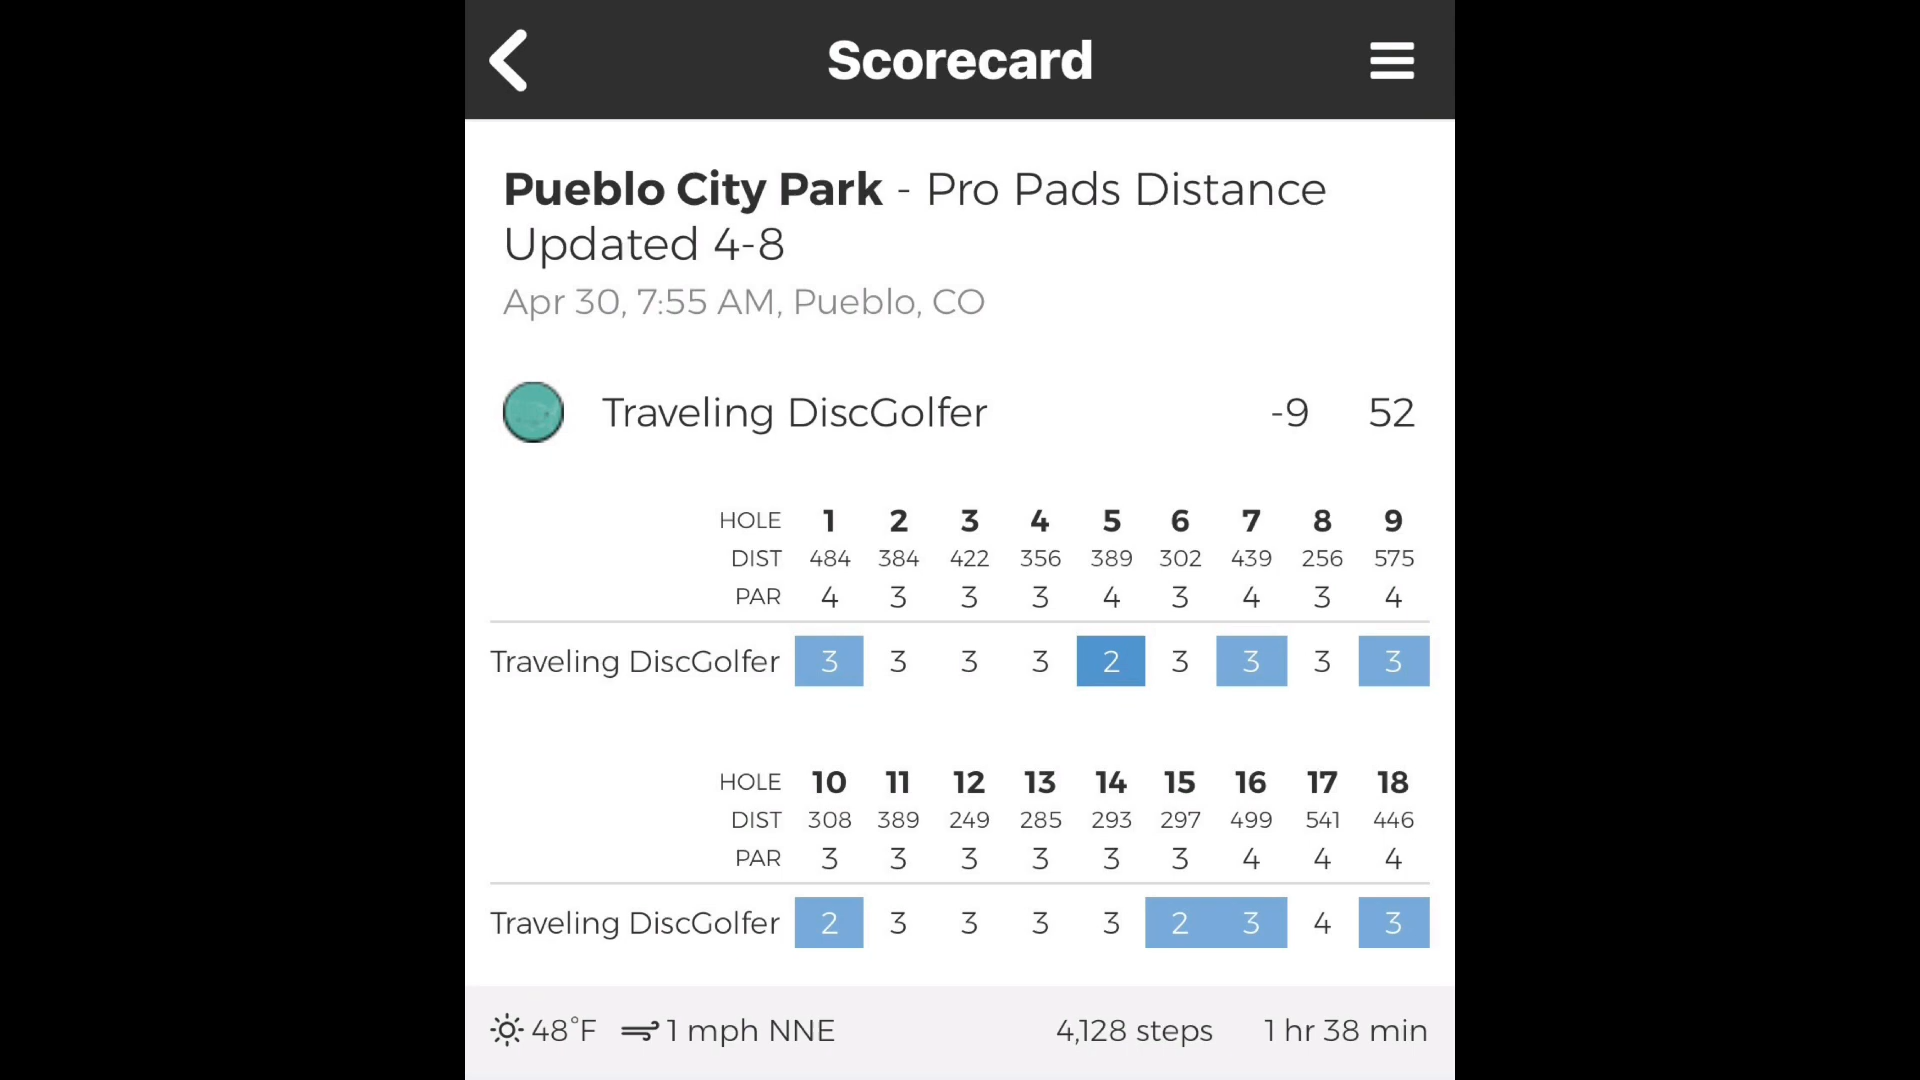 Scorecard
Pueblo City Park - Pro Pads Distance
Updated 4-8
Apr 30, 7:55 AM, Pueblo, CO
Traveling DiscGolfer -9 52
HOLE 1 2 3 4 5 6 7 8 9
DIST 484 384 422 356 389 302 439 256 575
PAR 4 3 3 3 4 3 4 3 4
Traveling DiscGolfer 3 3 3 3 2 3 3 3 3
HOLE 10 11 12 13 14 15 16 17 18
DIST 308 389 249 285 293 297 499 541 446
PAR 3 3 3 3 3 3 4 4 4
Traveling DiscGolfer 2 3 3 3 3 2 3 4 3
48°F 1 mph NNE 4,128 steps 1 hr 38 min